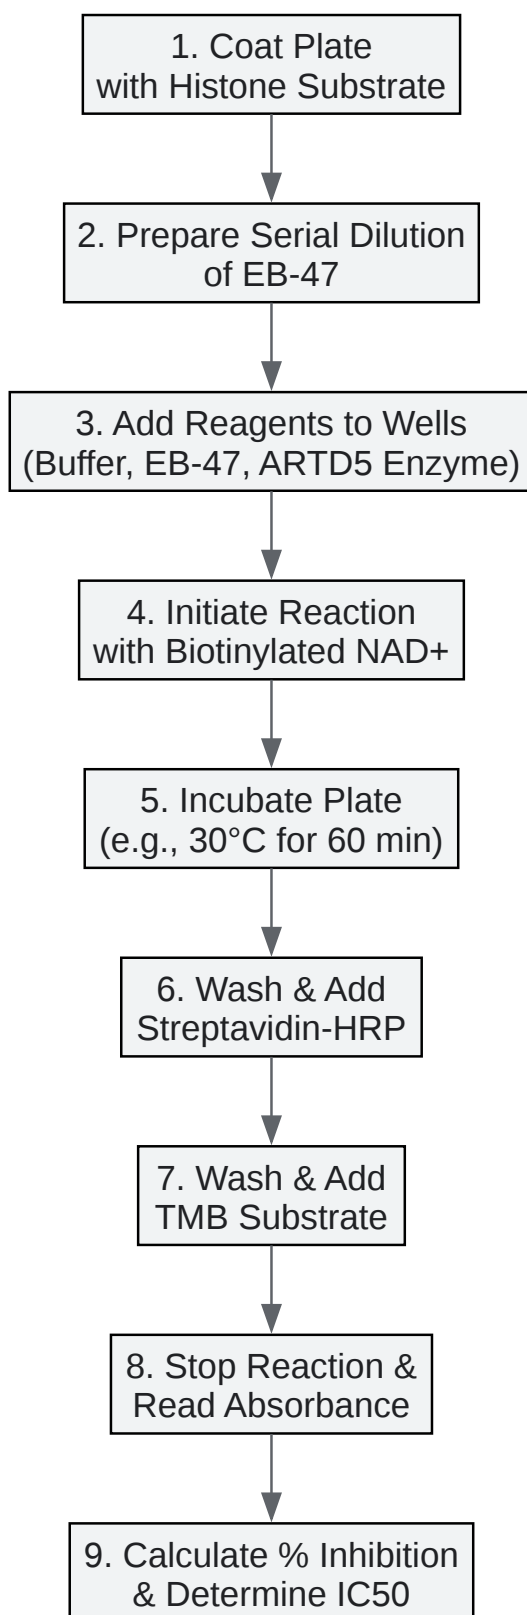 1. Coat Plate
with Histone Substrate
2. Prepare Serial Dilution
of EB-47
3. Add Reagents to Wells
(Buffer, EB-47, ARTD5 Enzyme)
4. Initiate Reaction
with Biotinylated NAD+
5. Incubate Plate
(e.g., 30°C for 60 min)
6. Wash & Add
Streptavidin-HRP
7. Wash & Add
TMB Substrate
8. Stop Reaction &
Read Absorbance
9. Calculate % Inhibition
& Determine IC50